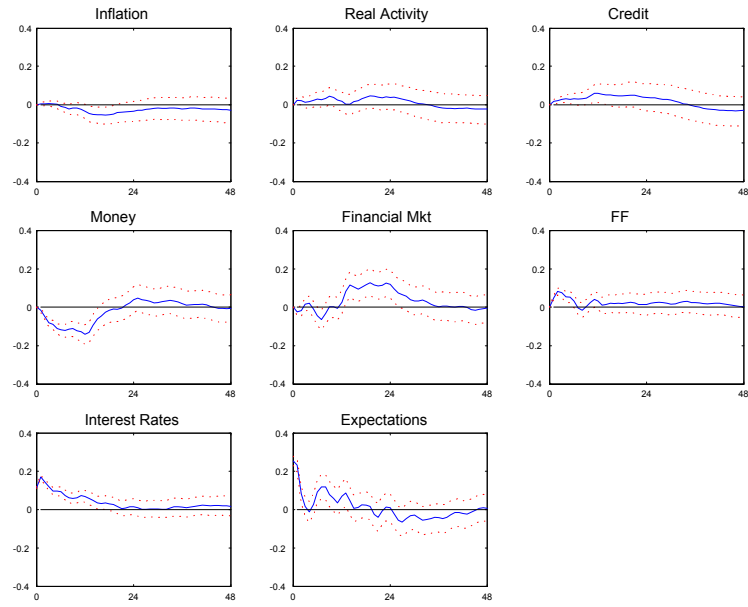 Inflation Real Activity Credit
0.4 0.4 0.4
0.2 0.2 0.2
0 0 0
-0.2 -0.2 -0.2
-0.4 -0.4 -0.4
0 24 48 0 24 48 0 24 48
Money Financial Mkt FF
0.4 0.4 0.4
0.2 0.2 0.2
0 0 0
-0.2 -0.2 -0.2
-0.4 -0.4 -0.4
0 24 48 0 24 48 0 24 48
Interest Rates Expectations
0.4 0.4
0.2 0.2
0 0
-0.2 -0.2
-0.4 -0.4
0 24 48 0 24 48